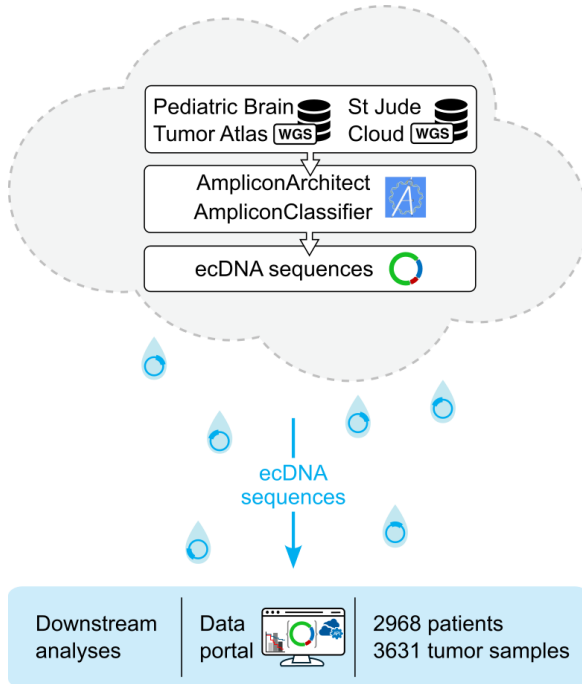 Pediatric Brain
Tumor Atlas WGS
St Jude
Cloud WGS
AmpliconArchitect
AmpliconClassifier
A
ecDNA sequences
ecDNA
sequences
Downstream
analyses
Data
portal
2968 patients
3631 tumor samples